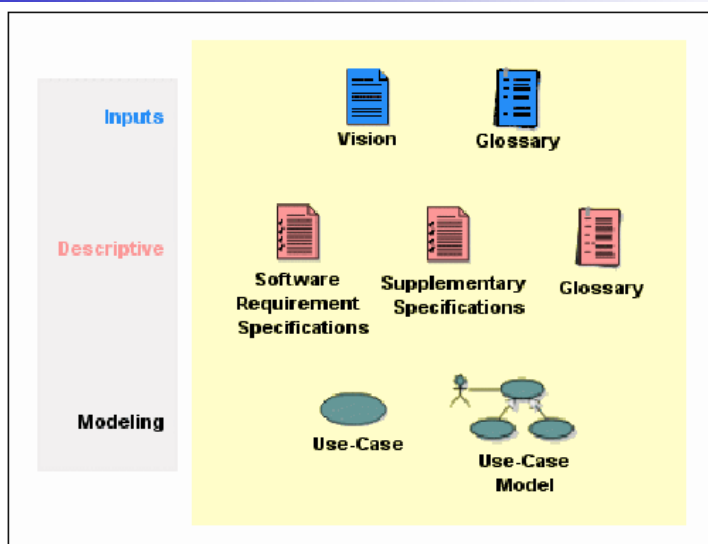 Inputs
Vision
Glossary
Descriptive
Software
Requirement
Specifications
Supplementary
Specifications
Glossary
Modeling
Use-Case
Use-Case
Model